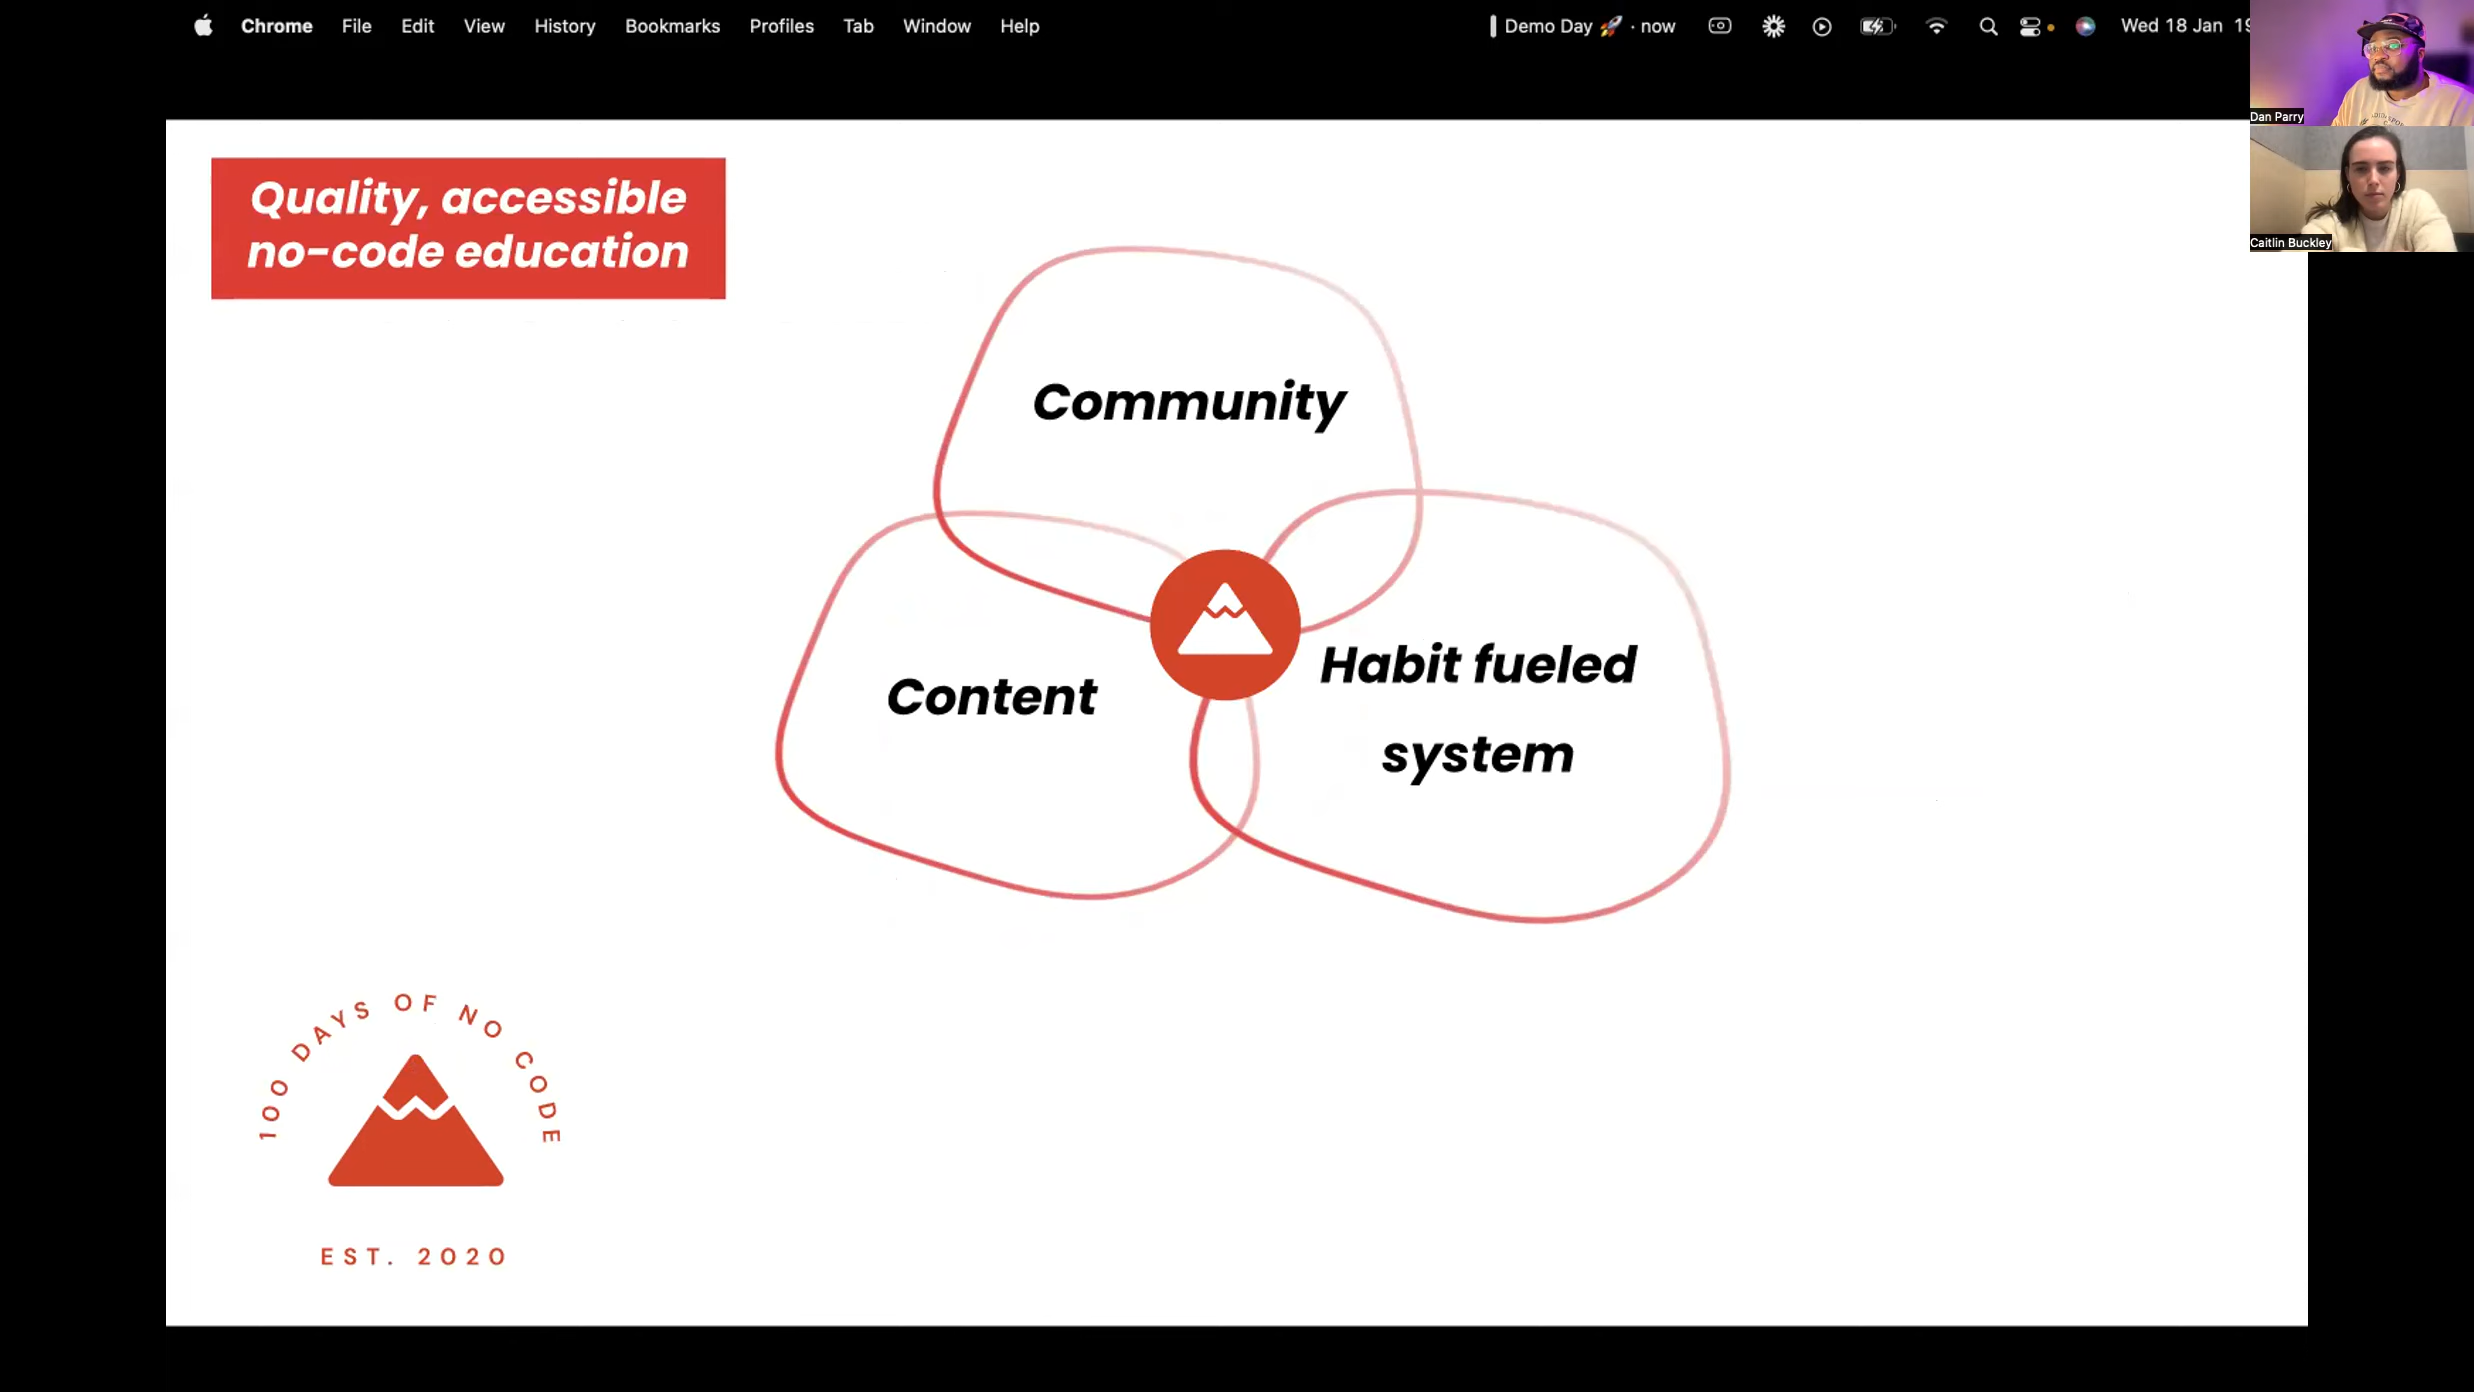 Chrome File Edit View History Bookmarks Profiles Tab Window Help
Demo Day 🚀 · now
Wed 18 Jan
Dan Parry
Caitlin Buckley
Quality, accessible
no-code education
Community
Content
Habit fueled
system
100 DAYS OF NO CODE
EST. 2020